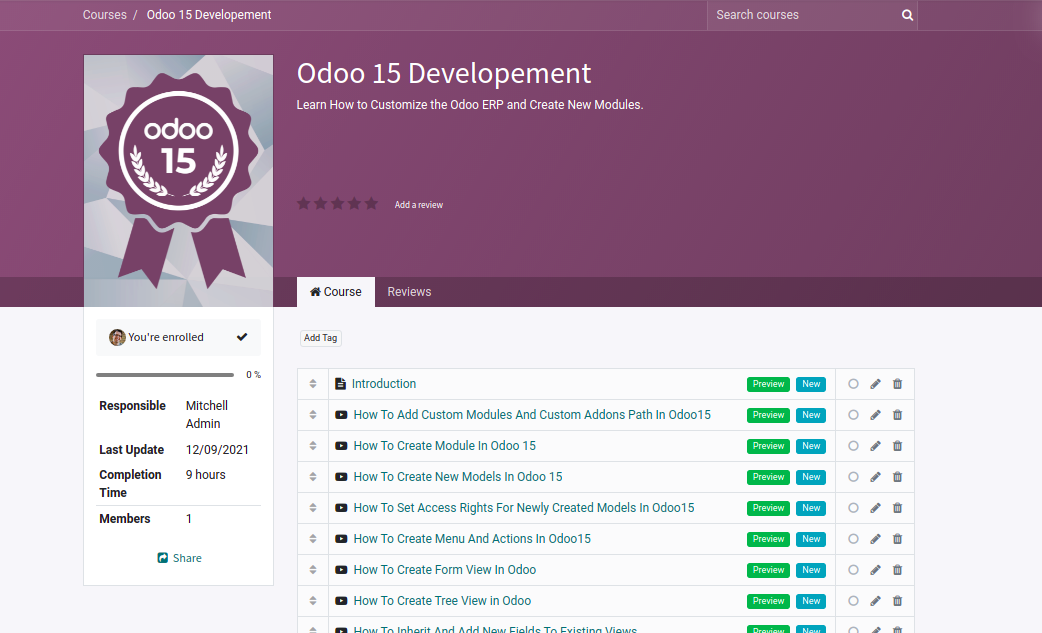 Courses / Odoo 15 Developement
Search courses
odoo
15
Odoo 15 Developement
Learn How to Customize the Odoo ERP and Create New Modules.
Add a review
Course
Reviews
You're enrolled
0 %
Responsible Mitchell
Admin
Last Update 12/09/2021
Completion 9 hours
Time
Members 1
Share
Add Tag
Introduction Preview New
How To Add Custom Modules And Custom Addons Path In Odoo15 Preview New
How To Create Module In Odoo 15 Preview New
How To Create New Models In Odoo 15 Preview New
How To Set Access Rights For Newly Created Models In Odoo15 Preview New
How To Create Menu And Actions In Odoo15 Preview New
How To Create Form View In Odoo Preview New
How To Create Tree View in Odoo Preview New
How To Inherit And Add New Fields To Existing Views Preview New